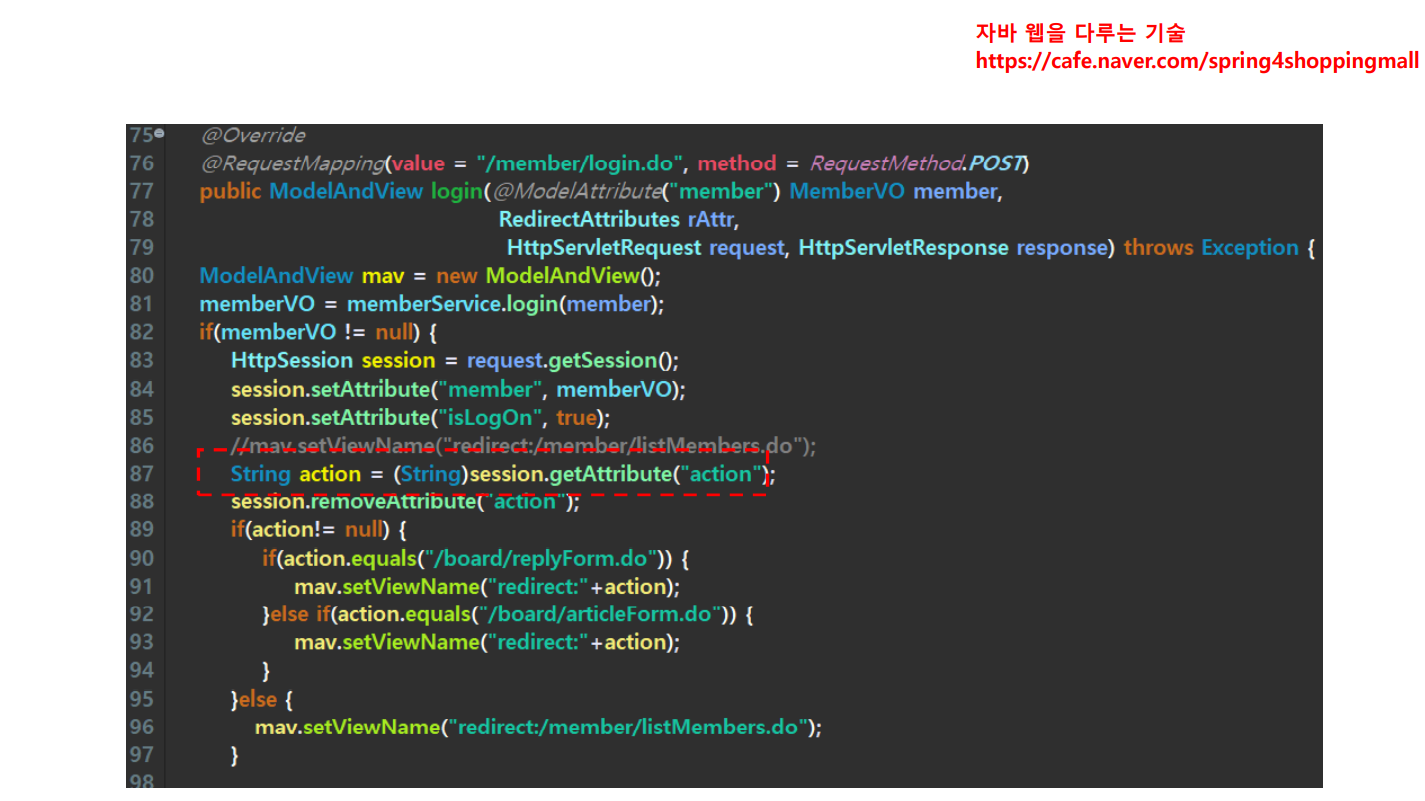 자바 웹을 다루는 기술
https://cafe.naver.com/spring4shoppingmall
75 @Override
76 @RequestMapping(value = "/member/login.do", method = RequestMethod.POST)
77 public ModelAndView login(@ModelAttribute("member") MemberVO member,
78 RedirectAttributes rAttr,
79 HttpServletRequest request, HttpServletResponse response) throws Exception {
80 ModelAndView mav = new ModelAndView();
81 memberVO = memberService.login(member);
82 if(memberVO != null) {
83 HttpSession session = request.getSession();
84 session.setAttribute("member", memberVO);
85 session.setAttribute("isLogOn", true);
86 //mav.setViewName("redirect:/member/listMembers.do");
87 String action = (String)session.getAttribute("action");
88 session.removeAttribute("action");
89 if(action!= null) {
90 if(action.equals("/board/replyForm.do")) {
91 mav.setViewName("redirect:"+action);
92 }else if(action.equals("/board/articleForm.do")) {
93 mav.setViewName("redirect:"+action);
94 }
95 }else {
96 mav.setViewName("redirect:/member/listMembers.do");
97 }
98